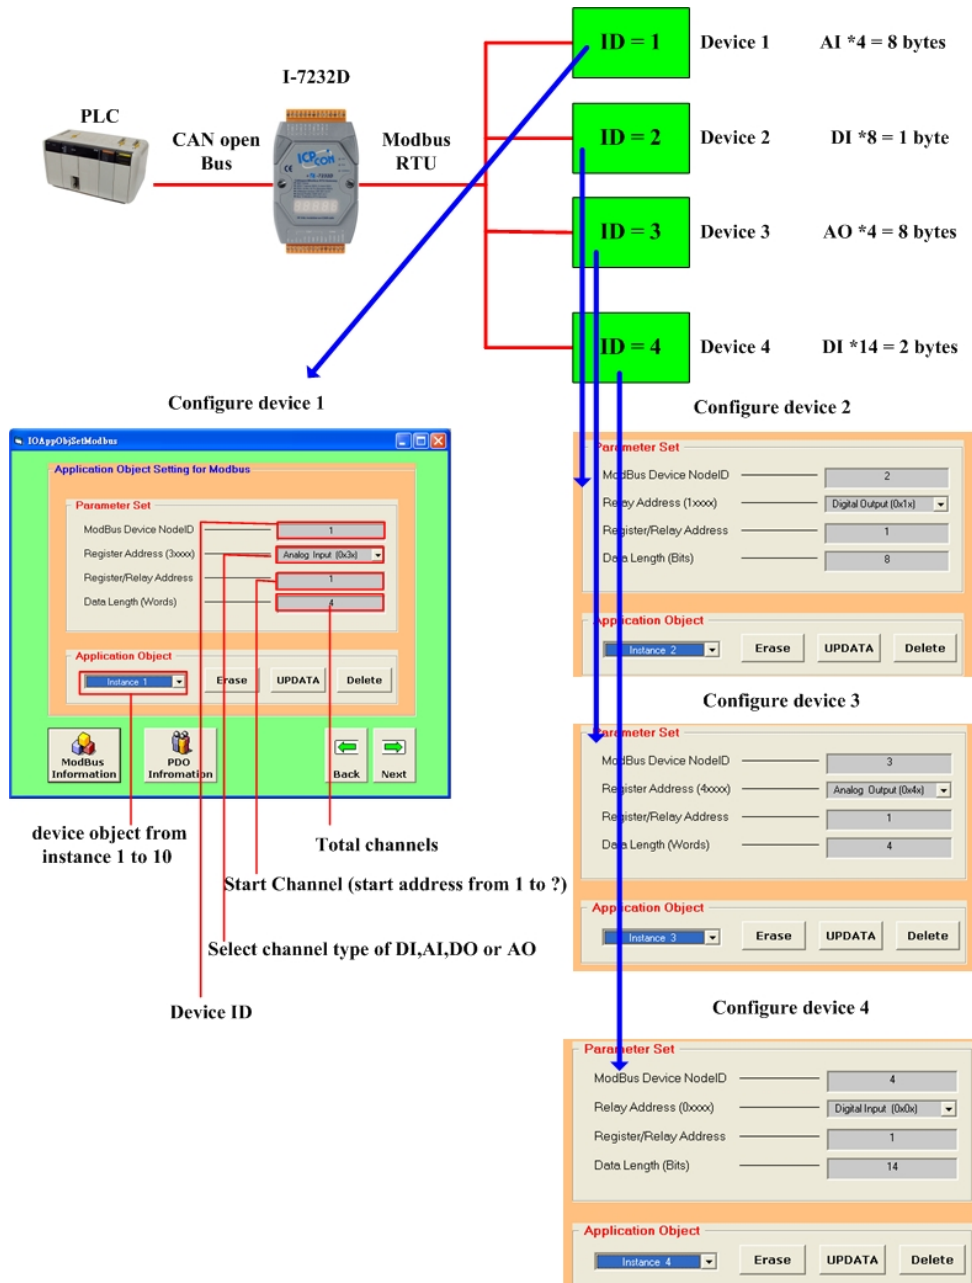 ID = 1
Device 1
AI *4 = 8 bytes
I-7232D
PLC
CAN open
Bus
Modbus
RTU
ICP
CON
ID = 2
Device 2
DI *8 = 1 byte
ID = 3
Device 3
AO *4 = 8 bytes
ID = 4
Device 4
DI *14 = 2 bytes
Configure device 1
IOAppObjSetModbus
Application Object Setting for Modbus
Parameter Set
ModBus Device NodeID
1
Register Address (3xxxx)
Analog Input (0x3x)
Register/Relay Address
1
Data Length (Words)
4
Application Object
Instance 1
Erase
UPDATA
Delete
ModBus
Information
PDO
Infromation
Back
Next
device object from
instance 1 to 10
Total channels
Start Channel (start address from 1 to ?)
Select channel type of DI,AI,DO or AO
Device ID
Configure device 2
Parameter Set
ModBus Device NodeID
2
Relay Address (1xxxx)
Digital Output (0x1x)
Register/Relay Address
1
Data Length (Bits)
8
Application Object
Instance 2
Erase
UPDATA
Delete
Configure device 3
Parameter Set
ModBus Device NodeID
3
Register Address (4xxxx)
Analog Output (0x4x)
Register/Relay Address
1
Data Length (Words)
4
Application Object
Instance 3
Erase
UPDATA
Delete
Configure device 4
Parameter Set
ModBus Device NodeID
4
Relay Address (0xxxx)
Digital Input (0x0x)
Register/Relay Address
1
Data Length (Bits)
14
Application Object
Instance 4
Erase
UPDATA
Delete